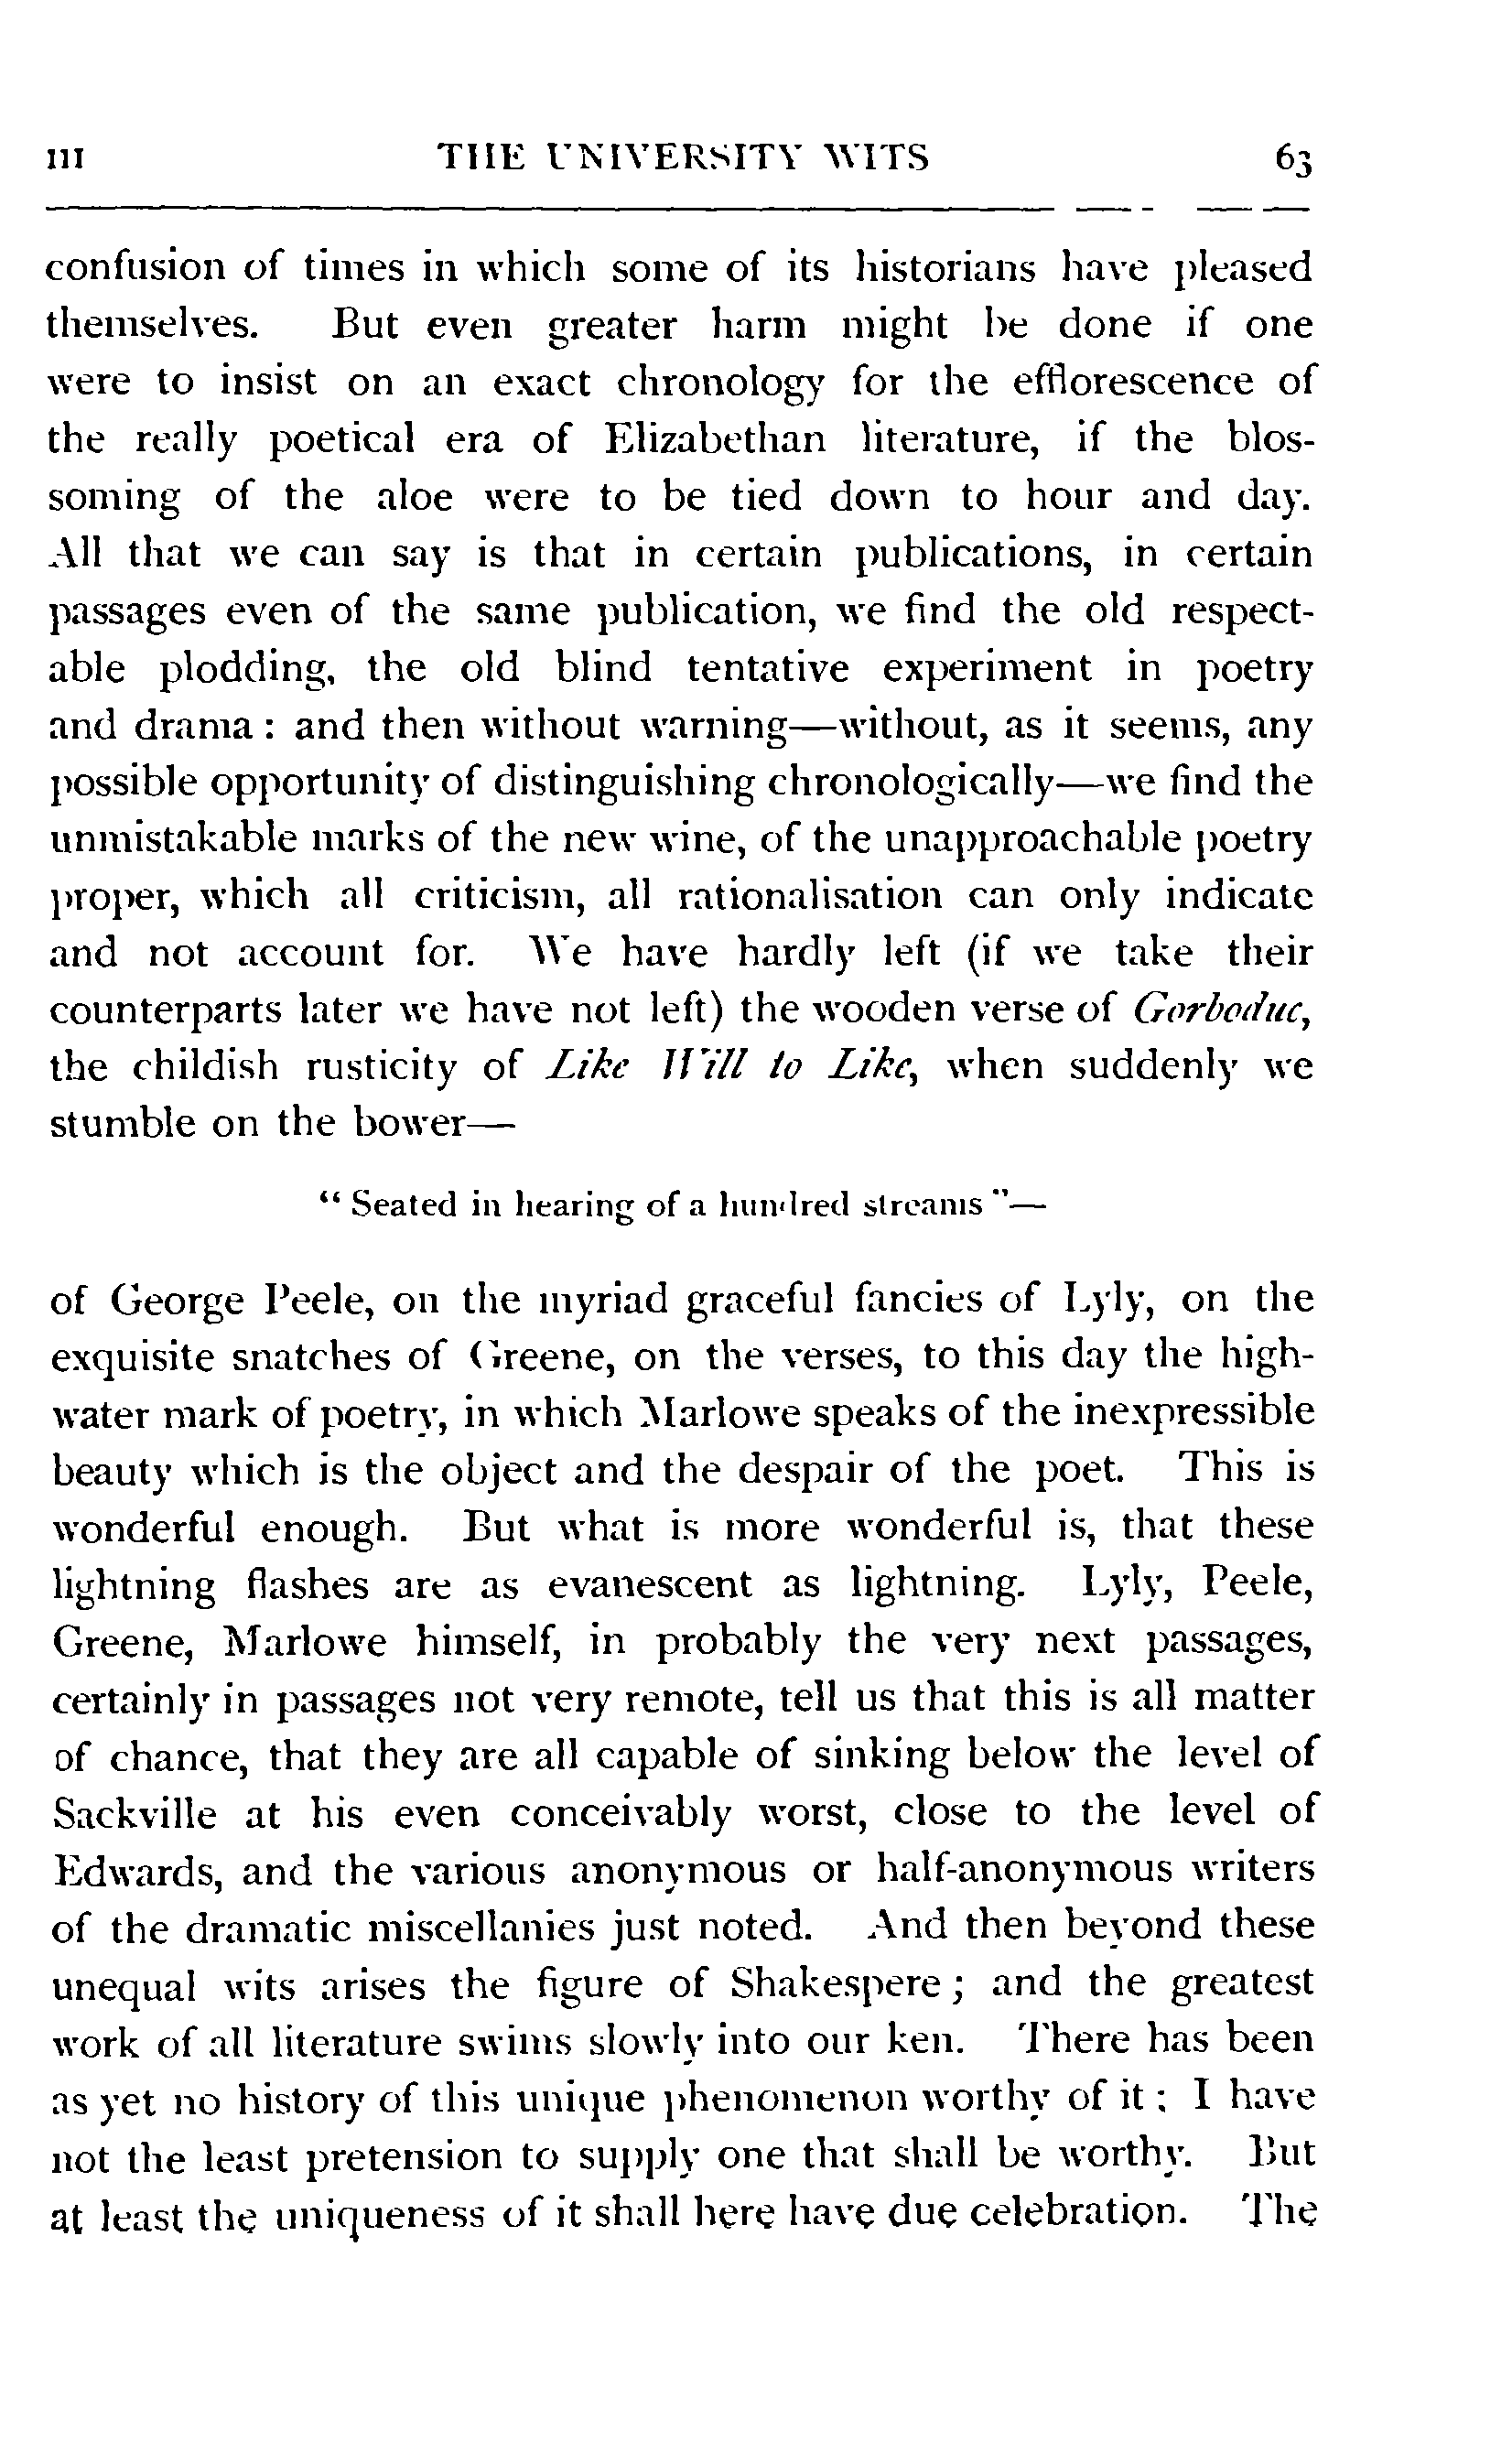 III THE UNIVERSITY WITS 63
confusion of times in which some of its historians have pleased
themselves. But even greater harm might be done if one
were to insist on an exact chronology for the efflorescence of
the really poetical era of Elizabethan literature, if the blos-
soming of the aloe were to be tied down to hour and day.
All that we can say is that in certain publications, in certain
passages even of the same publication, we find the old respect-
able plodding, the old blind tentative experiment in poetry
and drama : and then without warning—without, as it seems, any
possible opportunity of distinguishing chronologically—we find the
unmistakable marks of the new wine, of the unapproachable poetry
proper, which all criticism, all rationalisation can only indicate
and not account for. We have hardly left (if we take their
counterparts later we have not left) the wooden verse of Gorboduc,
the childish rusticity of Like Will to Like, when suddenly we
stumble on the bower—
“ Seated in hearing of a hundred streams ”—
of George Peele, on the myriad graceful fancies of Lyly, on the
exquisite snatches of Greene, on the verses, to this day the high-
water mark of poetry, in which Marlowe speaks of the inexpressible
beauty which is the object and the despair of the poet. This is
wonderful enough. But what is more wonderful is, that these
lightning flashes are as evanescent as lightning. Lyly, Peele,
Greene, Marlowe himself, in probably the very next passages,
certainly in passages not very remote, tell us that this is all matter
of chance, that they are all capable of sinking below the level of
Sackville at his even conceivably worst, close to the level of
Edwards, and the various anonymous or half-anonymous writers
of the dramatic miscellanies just noted. And then beyond these
unequal wits arises the figure of Shakespere ; and the greatest
work of all literature swims slowly into our ken. There has been
as yet no history of this unique phenomenon worthy of it ; I have
not the least pretension to supply one that shall be worthy. But
at least the uniqueness of it shall here have due celebration. The